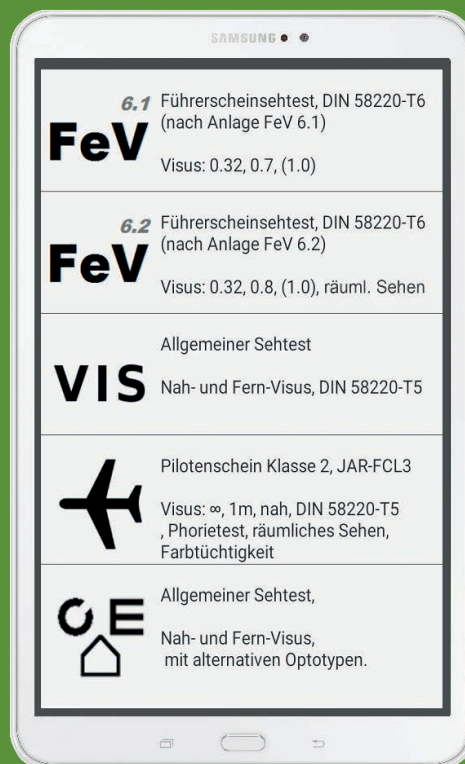 SAMSUNG
6.1
FeV
Führerscheinsehtest, DIN 58220-T6
(nach Anlage FeV 6.1)
Visus: 0.32, 0.7, (1.0)
6.2
FeV
Führerscheinsehtest, DIN 58220-T6
(nach Anlage FeV 6.2)
Visus: 0.32, 0.8, (1.0), räuml. Sehen
VIS
Allgemeiner Sehtest
Nah- und Fern-Visus, DIN 58220-T5
Pilotenschein Klasse 2, JAR-FCL3
Visus: ∞, 1m, nah, DIN 58220-T5
, Phorietest, räumliches Sehen,
Farbtüchtigkeit
Allgemeiner Sehtest,
Nah- und Fern-Visus,
mit alternativen Optotypen.